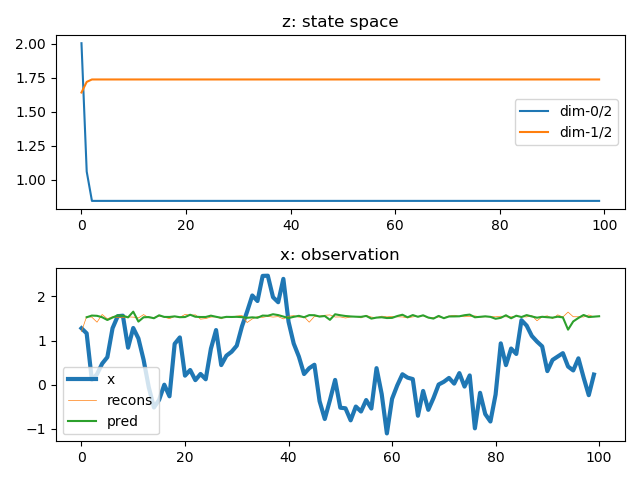 z: state space
2.00
1.75
1.50
1.25
1.00
dim-0/2
dim-1/2
0 20 40 60 80 100
x: observation
2
1
0
−1
x
recons
pred
0 20 40 60 80 100